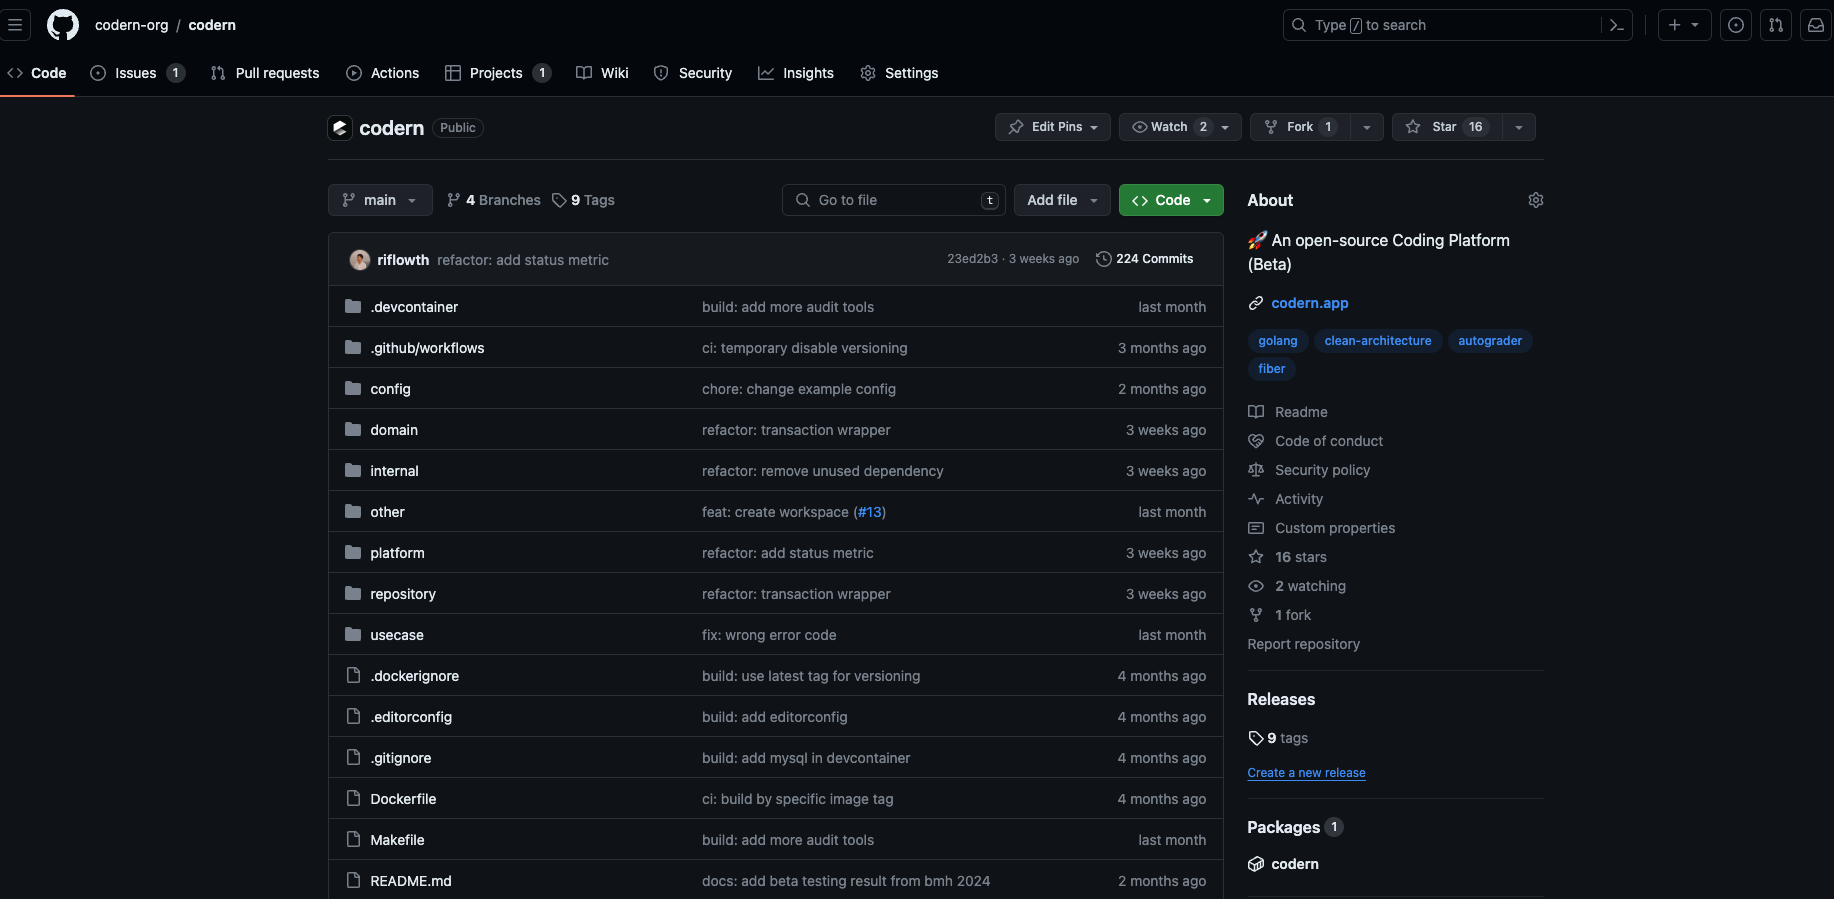 codern-org / codern
Type / to search
Code Issues 1 Pull requests Actions Projects 1 Wiki Security Insights Settings
codern Public
Edit Pins Watch 2 Fork 1 Star 16
main 4 Branches 9 Tags
Go to file t Add file Code
riflowth refactor: add status metric 23ed2b3 · 3 weeks ago 224 Commits
.devcontainer build: add more audit tools last month
.github/workflows ci: temporary disable versioning 3 months ago
config chore: change example config 2 months ago
domain refactor: transaction wrapper 3 weeks ago
internal refactor: remove unused dependency 3 weeks ago
other feat: create workspace (#13) last month
platform refactor: add status metric 3 weeks ago
repository refactor: transaction wrapper 3 weeks ago
usecase fix: wrong error code last month
.dockerignore build: use latest tag for versioning 4 months ago
.editorconfig build: add editorconfig 4 months ago
.gitignore build: add mysql in devcontainer 4 months ago
Dockerfile ci: build by specific image tag 4 months ago
Makefile build: add more audit tools last month
README.md docs: add beta testing result from bmh 2024 2 months ago
About
🚀 An open-source Coding Platform
(Beta)
codern.app
golang clean-architecture autograder
fiber
Readme
Code of conduct
Security policy
Activity
Custom properties
16 stars
2 watching
1 fork
Report repository
Releases
9 tags
Create a new release
Packages 1
codern